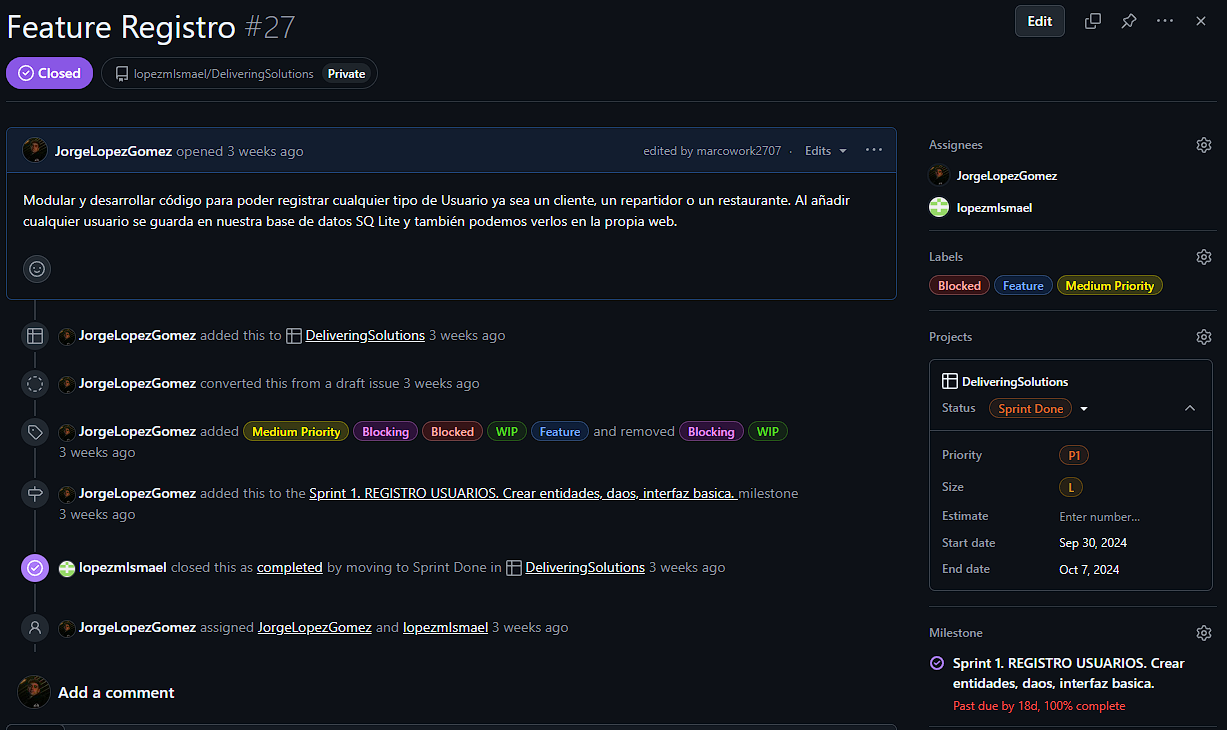 Feature Registro #27
Edit
Closed
lopezmIsmael/DeliveringSolutions Private
JorgeLopezGomez opened 3 weeks ago
edited by marcowork2707 · Edits
Modular y desarrollar código para poder registrar cualquier tipo de Usuario ya sea un cliente, un repartidor o un restaurante. Al añadir
cualquier usuario se guarda en nuestra base de datos SQ Lite y también podemos verlos en la propia web.
JorgeLopezGomez added this to DeliveringSolutions 3 weeks ago
JorgeLopezGomez converted this from a draft issue 3 weeks ago
JorgeLopezGomez added Medium Priority Blocking Blocked WIP Feature and removed Blocking WIP
3 weeks ago
JorgeLopezGomez added this to the Sprint 1. REGISTRO USUARIOS. Crear entidades, daos, interfaz basica. milestone
3 weeks ago
lopezmIsmael closed this as completed by moving to Sprint Done in DeliveringSolutions 3 weeks ago
JorgeLopezGomez assigned JorgeLopezGomez and lopezmIsmael 3 weeks ago
Add a comment
Assignees
JorgeLopezGomez
lopezmIsmael
Labels
Blocked Feature Medium Priority
Projects
DeliveringSolutions
Status Sprint Done
Priority P1
Size L
Estimate Enter number...
Start date Sep 30, 2024
End date Oct 7, 2024
Milestone
Sprint 1. REGISTRO USUARIOS. Crear
entidades, daos, interfaz basica.
Past due by 18d, 100% complete